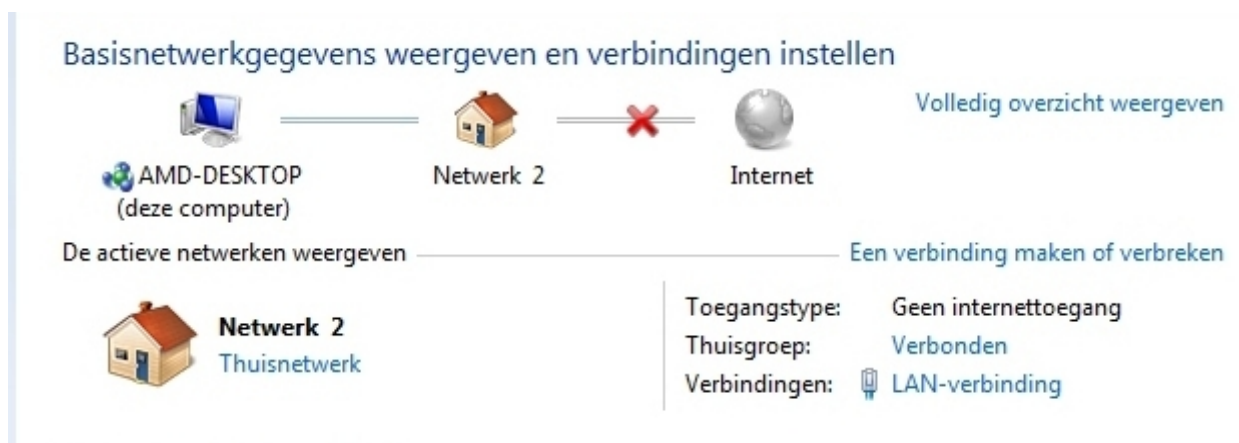 Basisnetwerkgegevens weergeven en verbindingen instellen
Volledig overzicht weergeven
AMD-DESKTOP
(deze computer)
Netwerk 2
Internet
De actieve netwerken weergeven
Een verbinding maken of verbreken
Netwerk 2
Thuisnetwerk
Toegangstype: Geen internettoegang
Thuisgroep: Verbonden
Verbindingen: LAN-verbinding